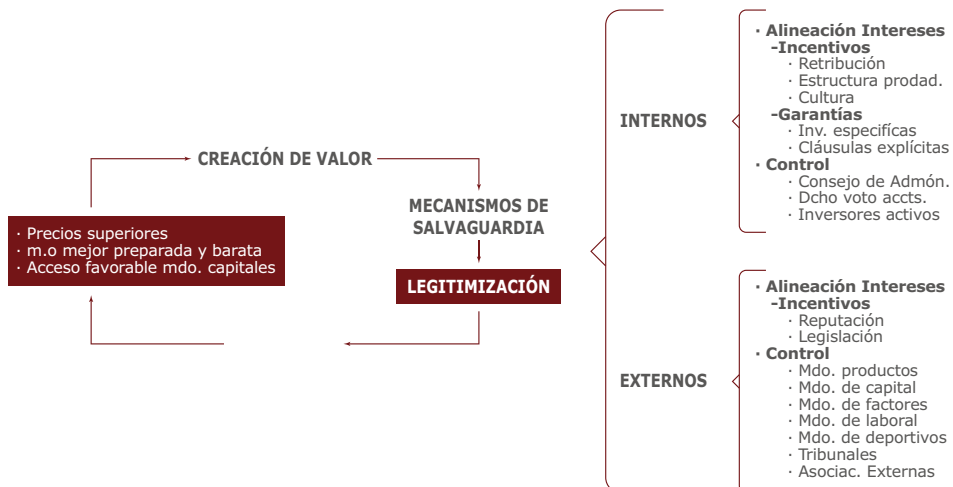 CREACIÓN DE VALOR
· Precios superiores
· m.o mejor preparada y barata
· Acceso favorable mdo. capitales
MECANISMOS DE
SALVAGUARDIA
LEGITIMIZACIÓN
INTERNOS
· Alineación Intereses
-Incentivos
· Retribución
· Estructura prodad.
· Cultura
-Garantías
· Inv. especifícas
· Cláusulas explícitas
· Control
· Consejo de Admón.
· Dcho voto accts.
· Inversores activos
EXTERNOS
· Alineación Intereses
-Incentivos
· Reputación
· Legislación
· Control
· Mdo. productos
· Mdo. de capital
· Mdo. de factores
· Mdo. de laboral
· Mdo. de deportivos
· Tribunales
· Asociac. Externas